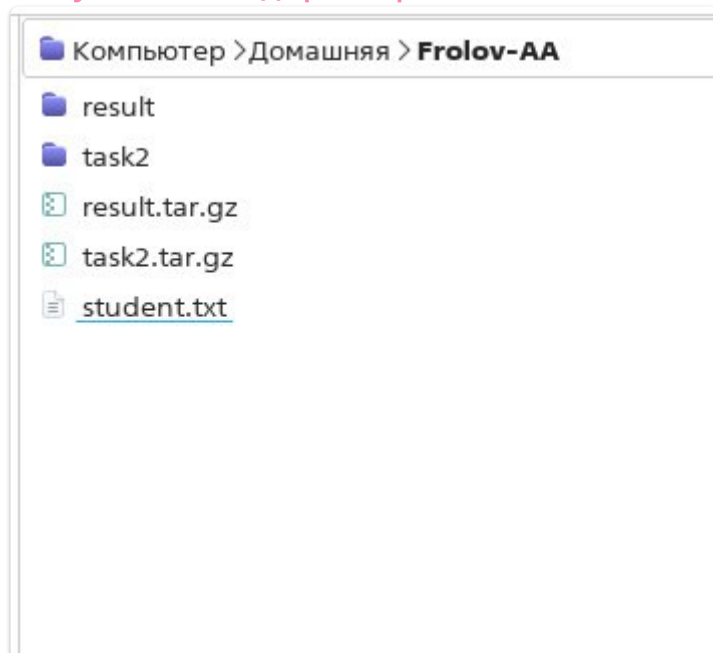 Компьютер >Домашняя > Frolov-AA
result
task2
result.tar.gz
task2.tar.gz
student.txt